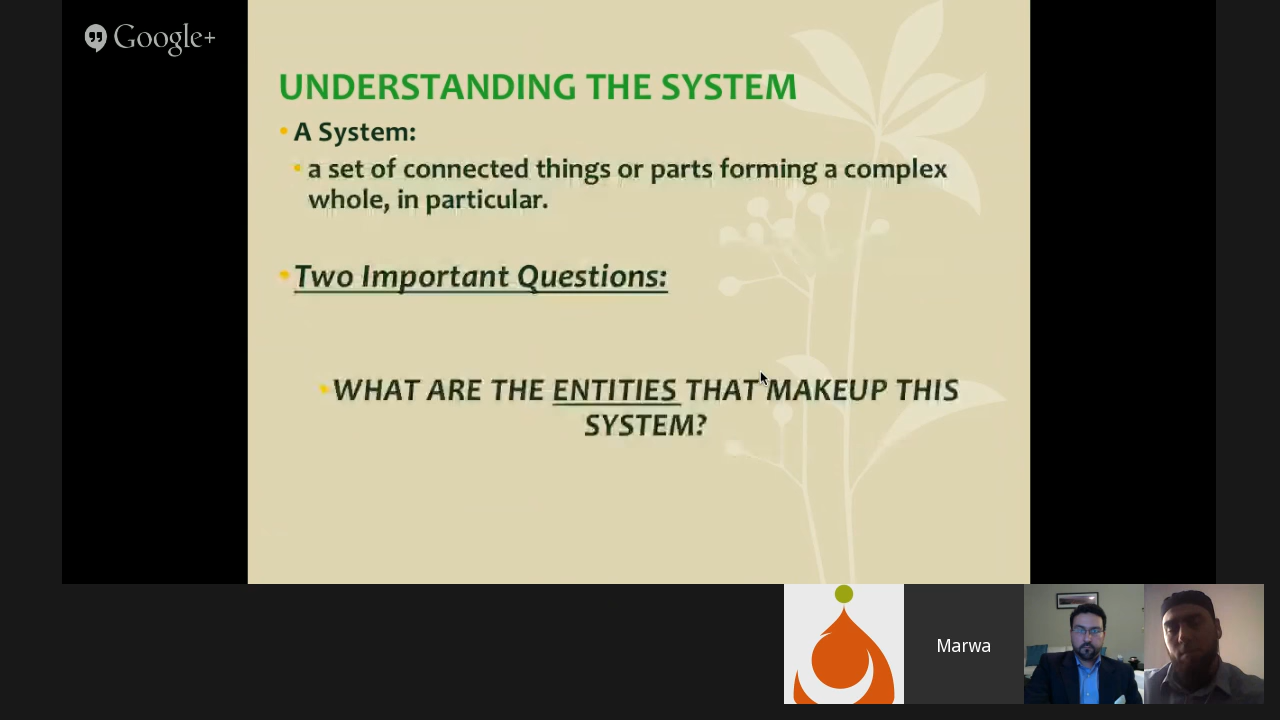 Google+
UNDERSTANDING THE SYSTEM
• A System:
• a set of connected things or parts forming a complex
whole, in particular.
• Two Important Questions:
• WHAT ARE THE ENTITIES THAT MAKEUP THIS
SYSTEM?
Marwa